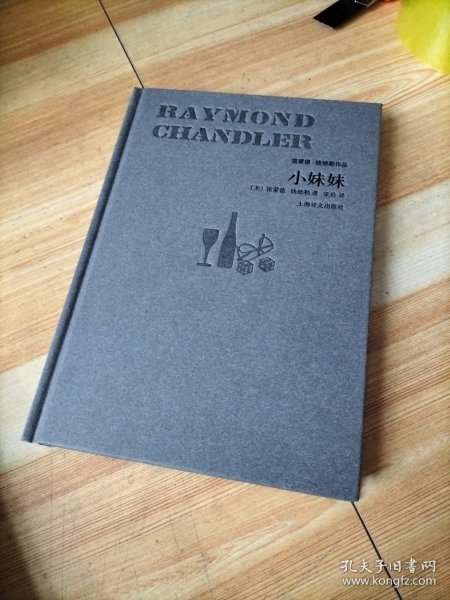 RAYMOND
CHANDLER
雷蒙德·钱德勒作品
小妹妹
(美) 雷蒙德·钱德勒 著 宋玲 译
上海译文出版社
孔夫子旧书网
www.kongfz.com